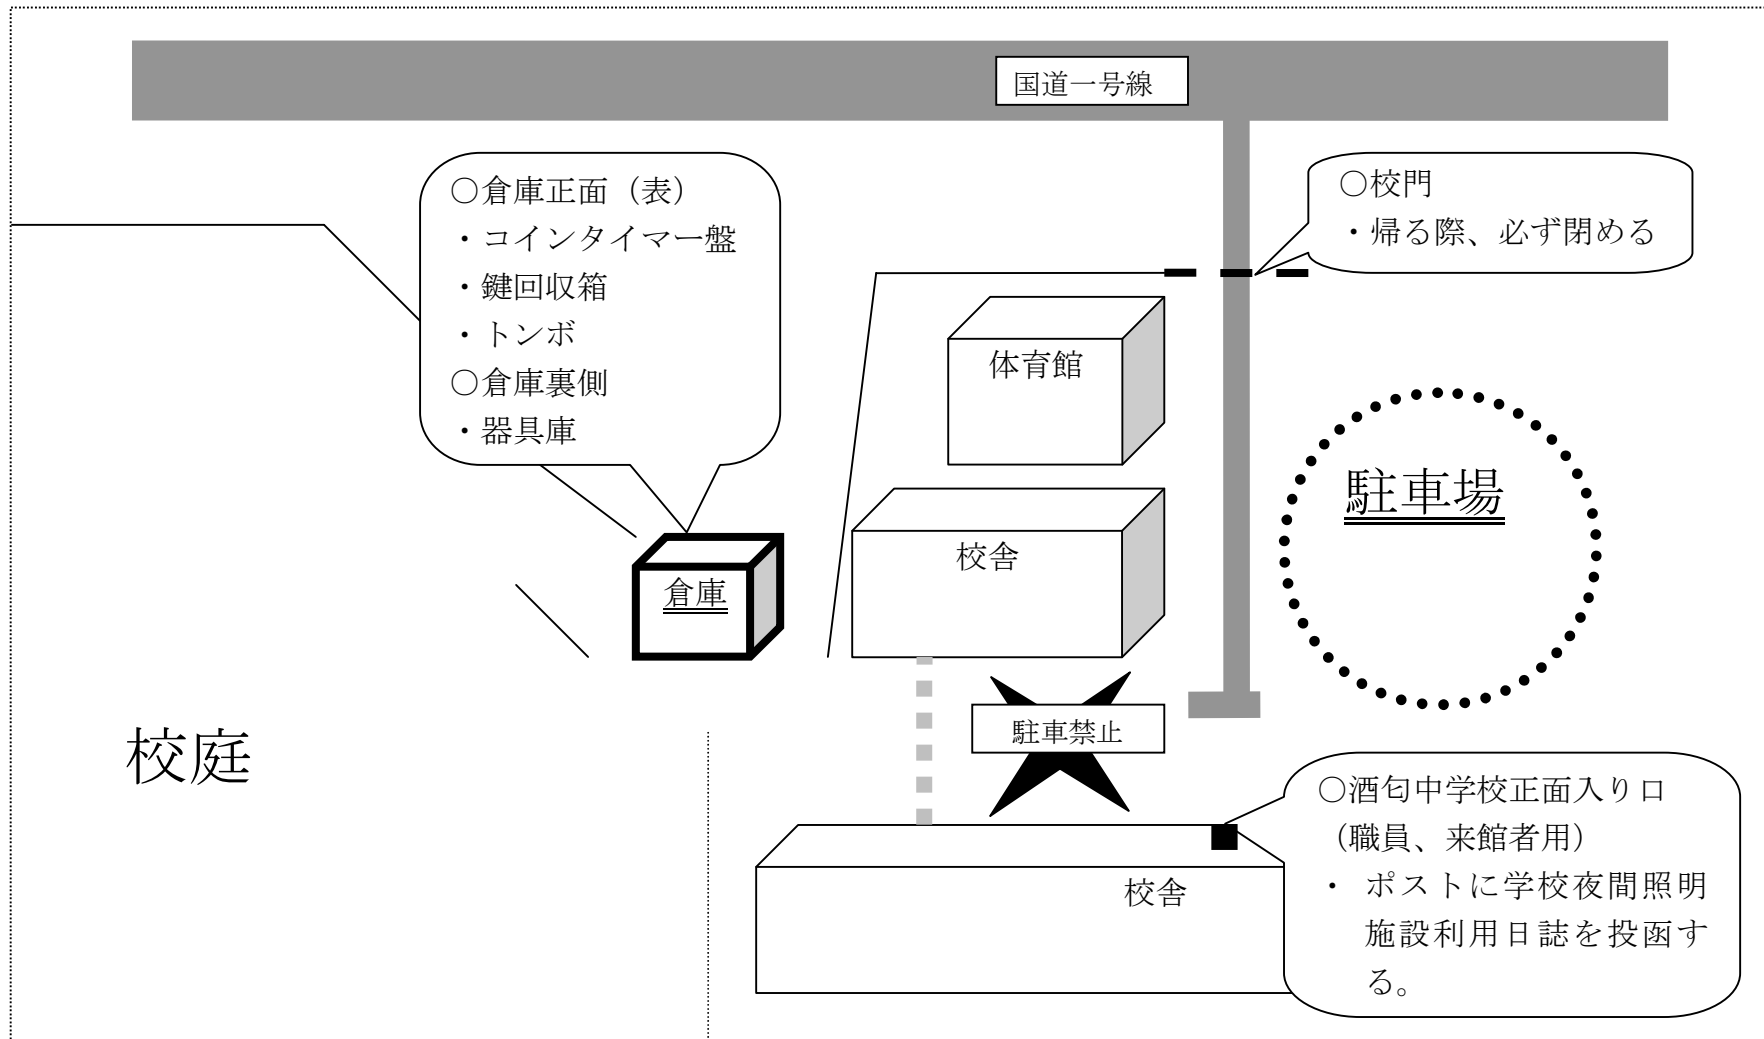 国道一号線
○倉庫正面（表）
・コインタイマー盤
・鍵回収箱
・トンボ
○倉庫裏側
・器具庫
○校門
・帰る際、必ず閉める
体育館
駐車場
校舎
倉庫
駐車禁止
校庭
○酒匂中学校正面入り口
（職員、来館者用）
・ ポストに学校夜間照明
施設利用日誌を投函す
る。
校舎